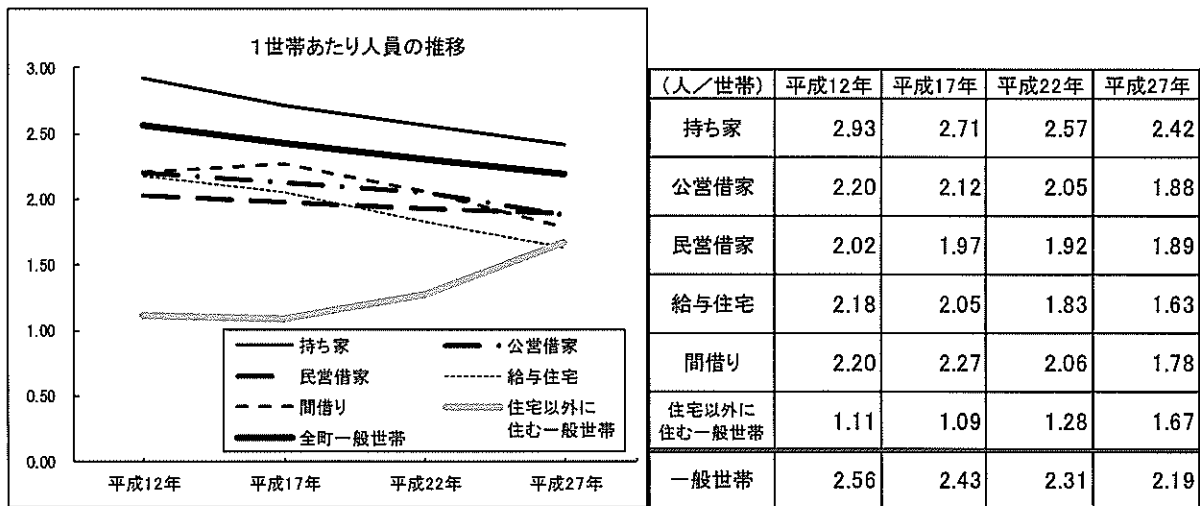 1世帯あたり人員の推移
3.00
2.50
2.00
1.50
1.00
0.50
0.00
平成12年 平成17年 平成22年 平成27年
持ち家 公営借家
民営借家 給与住宅
間借り 住宅以外に
住む一般世帯
全町一般世帯
(人/世帯) 平成12年 平成17年 平成22年 平成27年
持ち家 2.93 2.71 2.57 2.42
公営借家 2.20 2.12 2.05 1.88
民営借家 2.02 1.97 1.92 1.89
給与住宅 2.18 2.05 1.83 1.63
間借り 2.20 2.27 2.06 1.78
住宅以外に
住む一般世帯 1.11 1.09 1.28 1.67
一般世帯 2.56 2.43 2.31 2.19